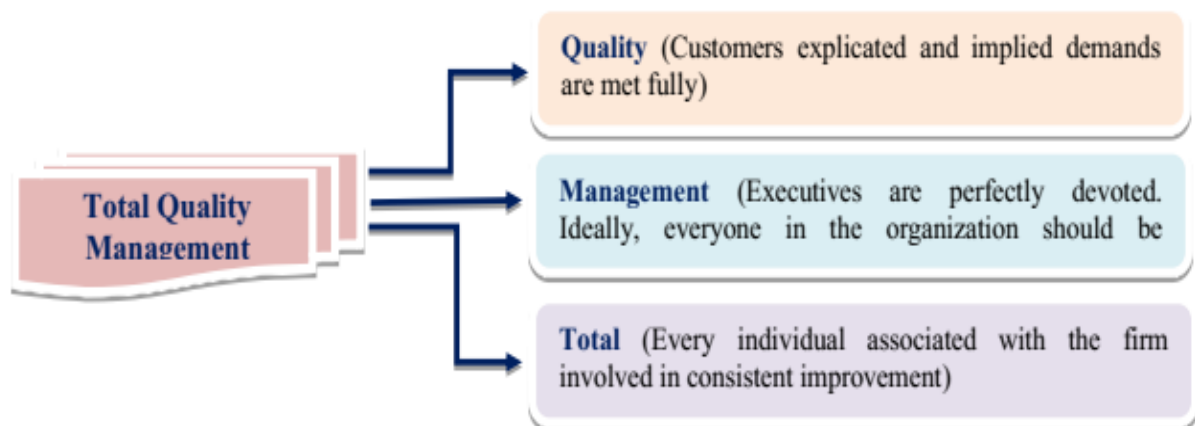 Quality (Customers explicated and implied demands
are met fully)
Total Quality
Management
Management (Executives are perfectly devoted.
Ideally, everyone in the organization should be
Total (Every individual associated with the firm
involved in consistent improvement)